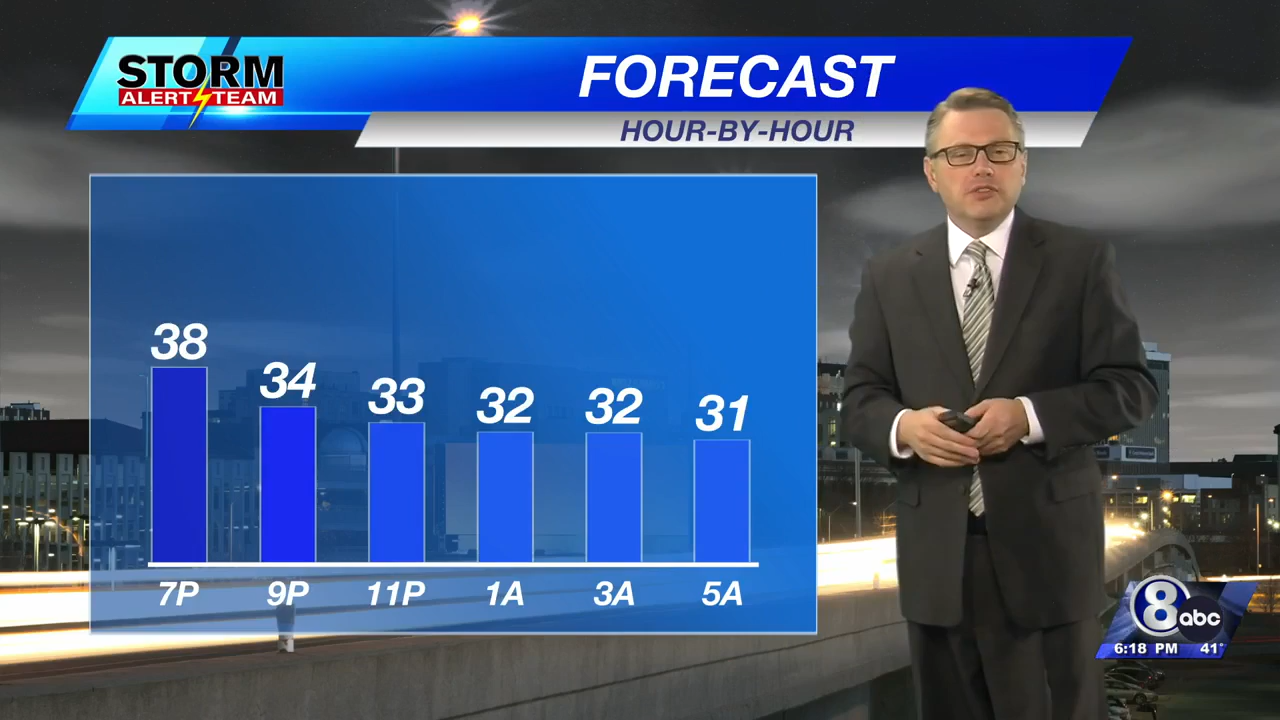 STORM
ALERT TEAM
FORECAST
HOUR-BY-HOUR
38 34 33 32 32 31
7P 9P 11P 1A 3A 5A
8 abc
6:18 PM 41°